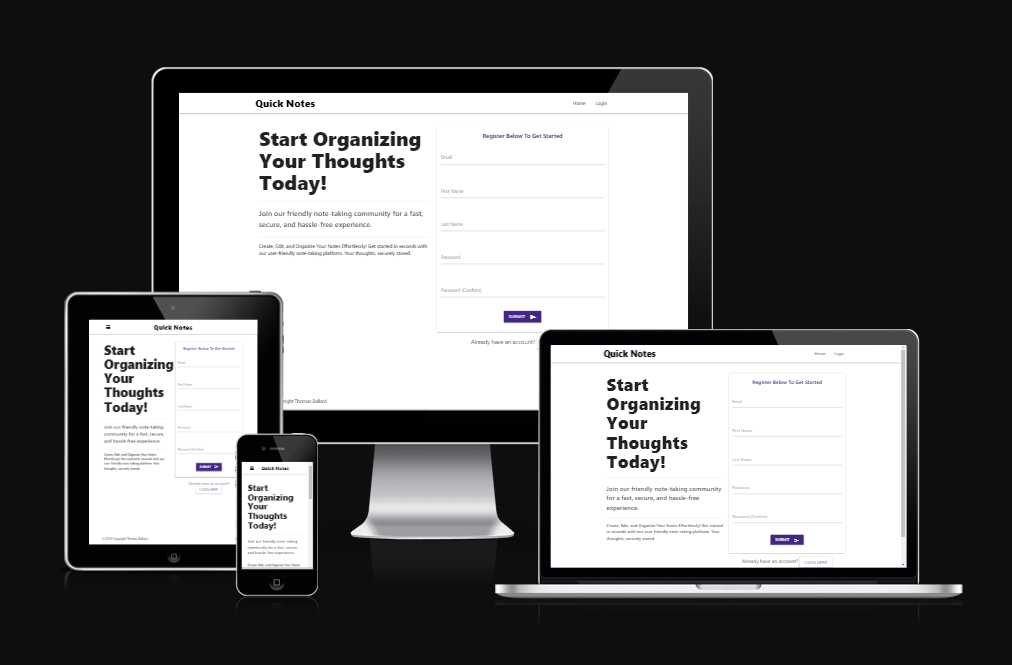 Quick Notes
Home Login
Start Organizing
Your Thoughts
Today!
Join our friendly note-taking community for a fast,
secure, and hassle-free experience.
Create, Edit, and Organize Your Notes Effortlessly! Get started in seconds with
our user-friendly note-taking platform. Your thoughts, securely stored.
Register Below To Get Started
Email
First Name
Last Name
Password
Password (Confirm)
SUBMIT
Already have an account?
Thomas Ballard
Quick Notes
Start
Organizing
Your
Thoughts
Today!
Join our friendly note-taking
community for a fast, secure,
and hassle-free experience.
Create, Edit, and Organize Your Notes
Effortlessly! Get started in seconds with our
user-friendly note-taking platform. Your
thoughts, securely stored.
Register Below To Get Started
Email
First Name
Last Name
Password
Password (Confirm)
SUBMIT
Already have an account?
LOGIN HERE!
Copyright Thomas Ballard
Quick Notes
Start
Organizing
Your
Thoughts
Today!
Join our friendly note-taking
community for a fast, secure,
and hassle-free experience.
Create, Edit, and Organize Your Notes
Quick Notes
Home Login
Start
Organizing
Your
Thoughts
Today!
Join our friendly note-taking community
for a fast, secure, and hassle-free
experience.
Create, Edit, and Organize Your Notes Effortlessly! Get started
in seconds with our user-friendly note-taking platform. Your
thoughts, securely stored.
Register Below To Get Started
Email
First Name
Last Name
Password
Password (Confirm)
SUBMIT
Already have an account? LOGIN HERE!